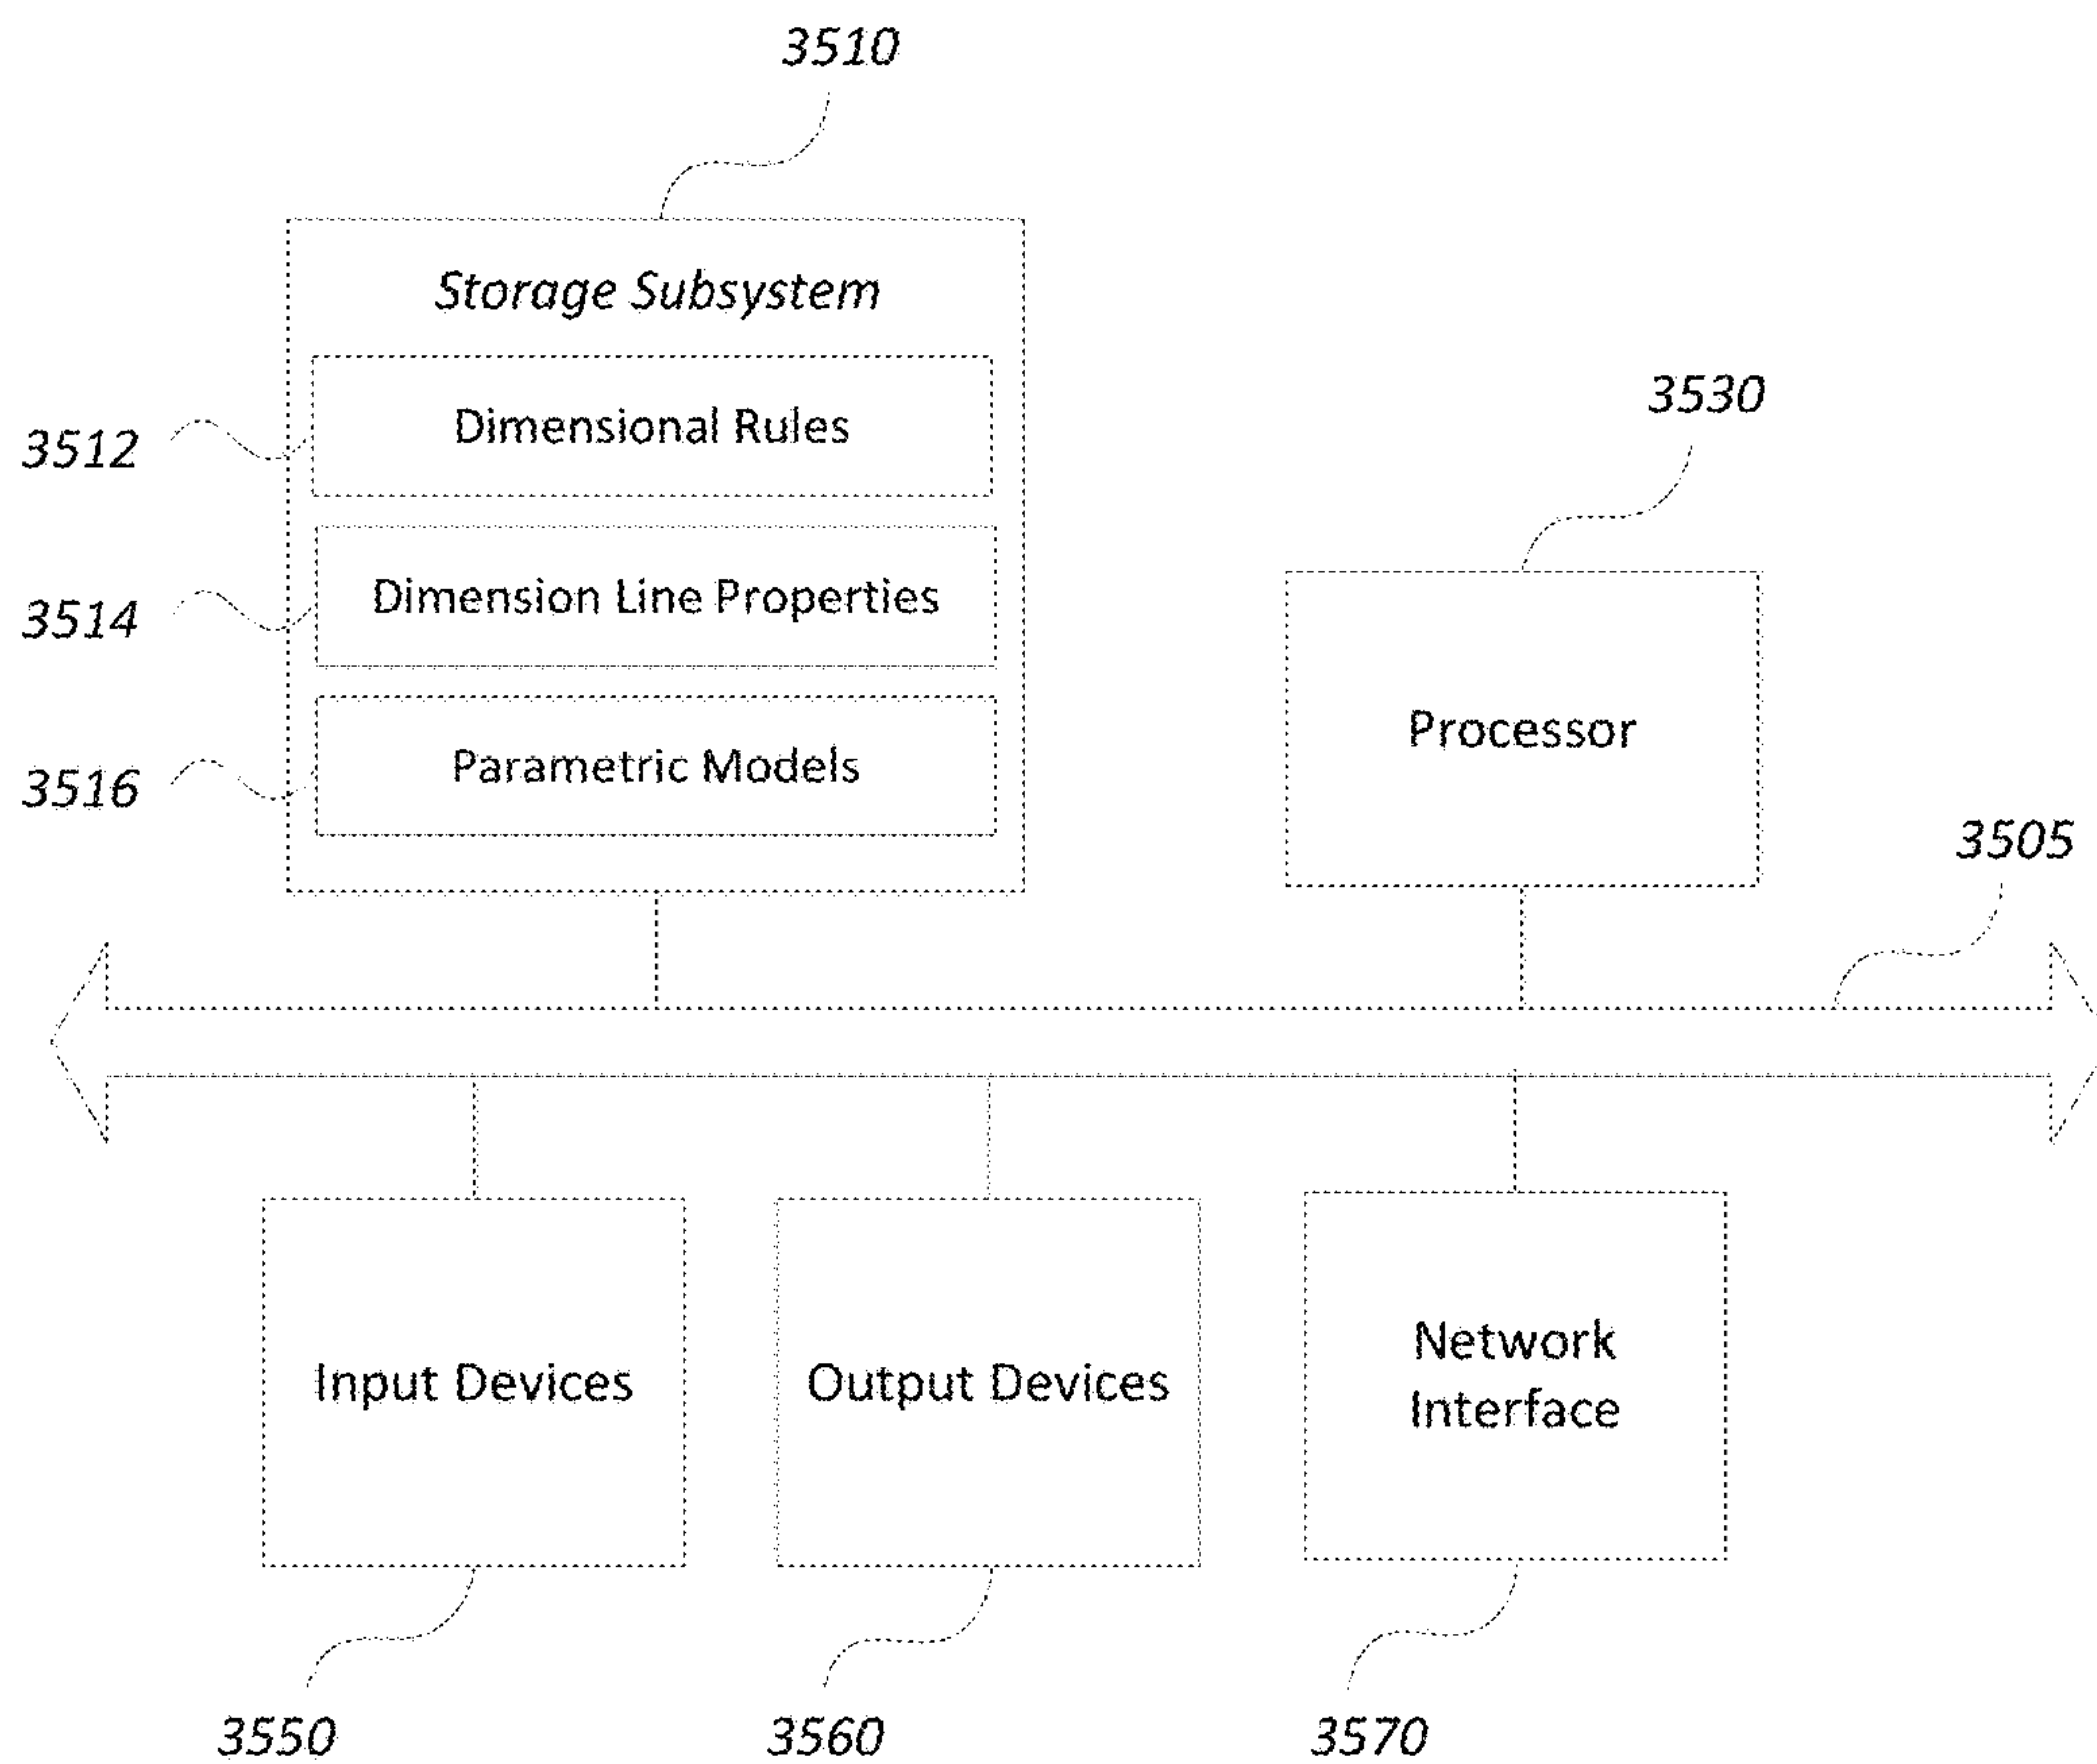 3510
Storage Subsystem
3512
Dimensional Rules
3514
Dimension Line Properties
3516
Parametric Models
3530
Processor
3505
Input Devices
Output Devices
Network
Interface
3550
3560
3570